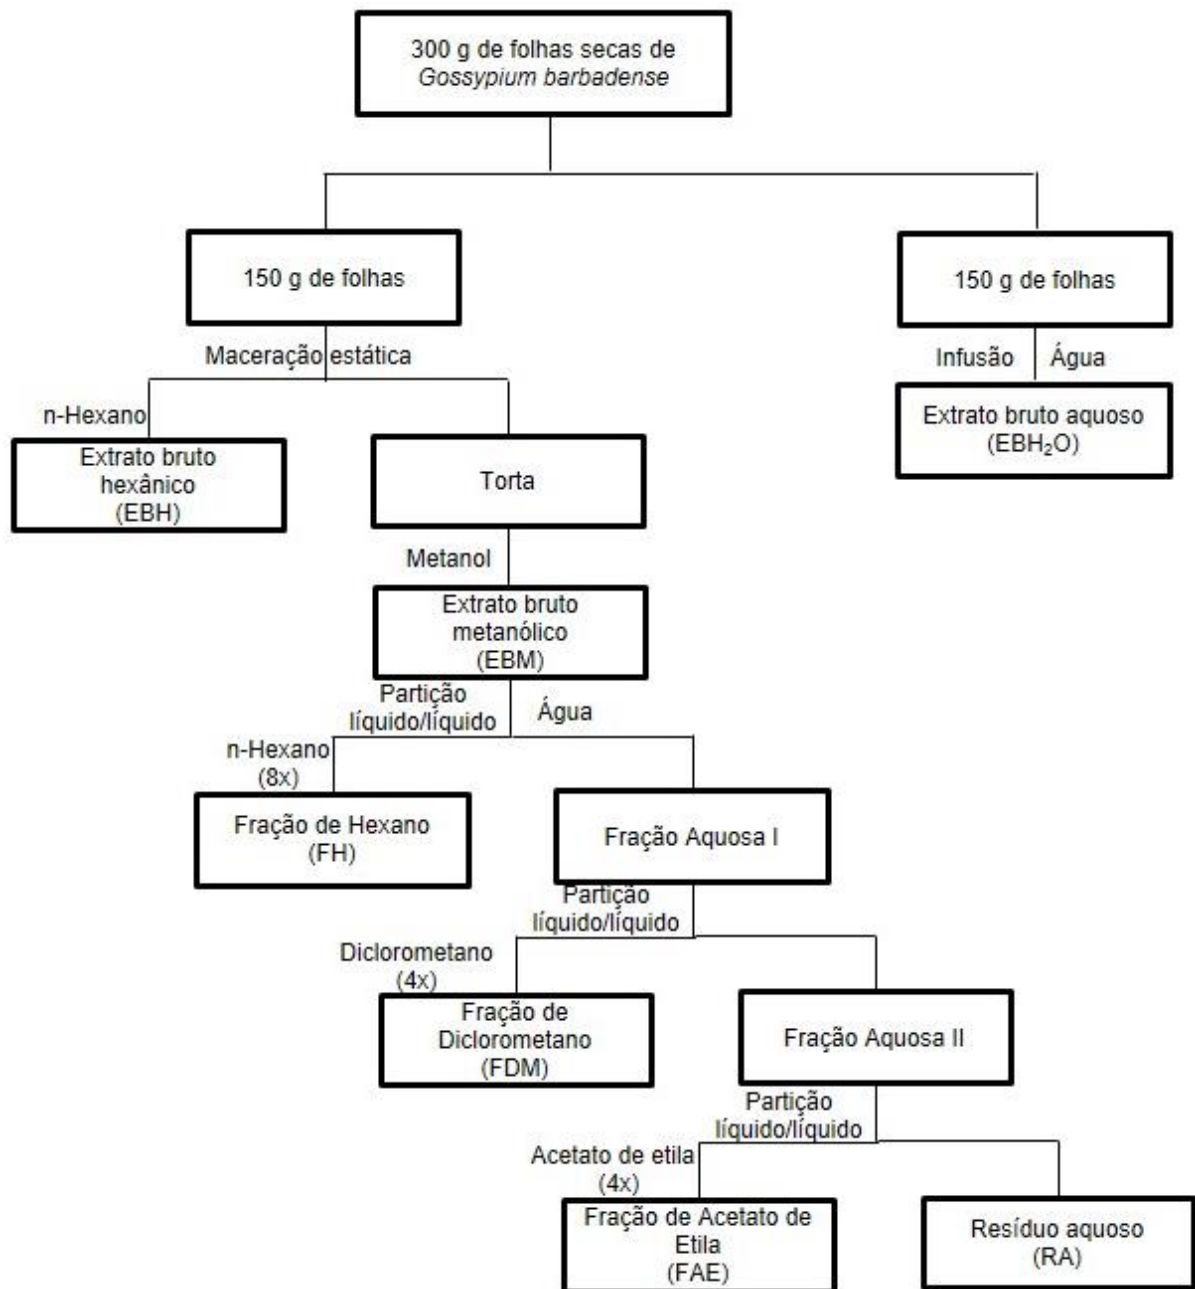 300 g de folhas secas de
Gossypium barbadense
150 g de folhas
150 g de folhas
Maceração estática
Infusão
Água
n-Hexano
Extrato bruto
hexânico
(EBH)
Torta
Extrato bruto aquoso
(EBH₂O)
Metanol
Extrato bruto
metanólico
(EBM)
Partição
líquido/líquido
Água
n-Hexano
(8x)
Fração de Hexano
(FH)
Fração Aquosa I
Partição
líquido/líquido
Diclorometano
(4x)
Fração de
Diclorometano
(FDM)
Fração Aquosa II
Partição
líquido/líquido
Acetato de etila
(4x)
Fração de Acetato de
Etila
(FAE)
Resíduo aquoso
(RA)